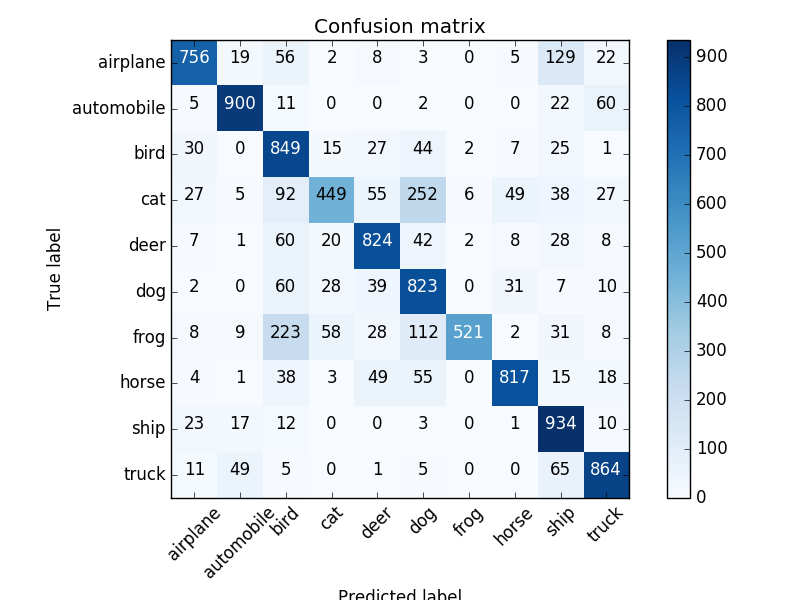 Confusion matrix
airplane 756 19 56 2 8 3 0 5 129 22
automobile 5 900 11 0 0 2 0 0 22 60
bird 30 0 849 15 27 44 2 7 25 1
cat 27 5 92 449 55 252 6 49 38 27
deer 7 1 60 20 824 42 2 8 28 8
dog 2 0 60 28 39 823 0 31 7 10
frog 8 9 223 58 28 112 521 2 31 8
horse 4 1 38 3 49 55 0 817 15 18
ship 23 17 12 0 0 3 0 1 934 10
truck 11 49 5 0 1 5 0 0 65 864
airplane automobile bird cat deer dog frog horse ship truck
True label
Predicted label
900
800
700
600
500
400
300
200
100
0